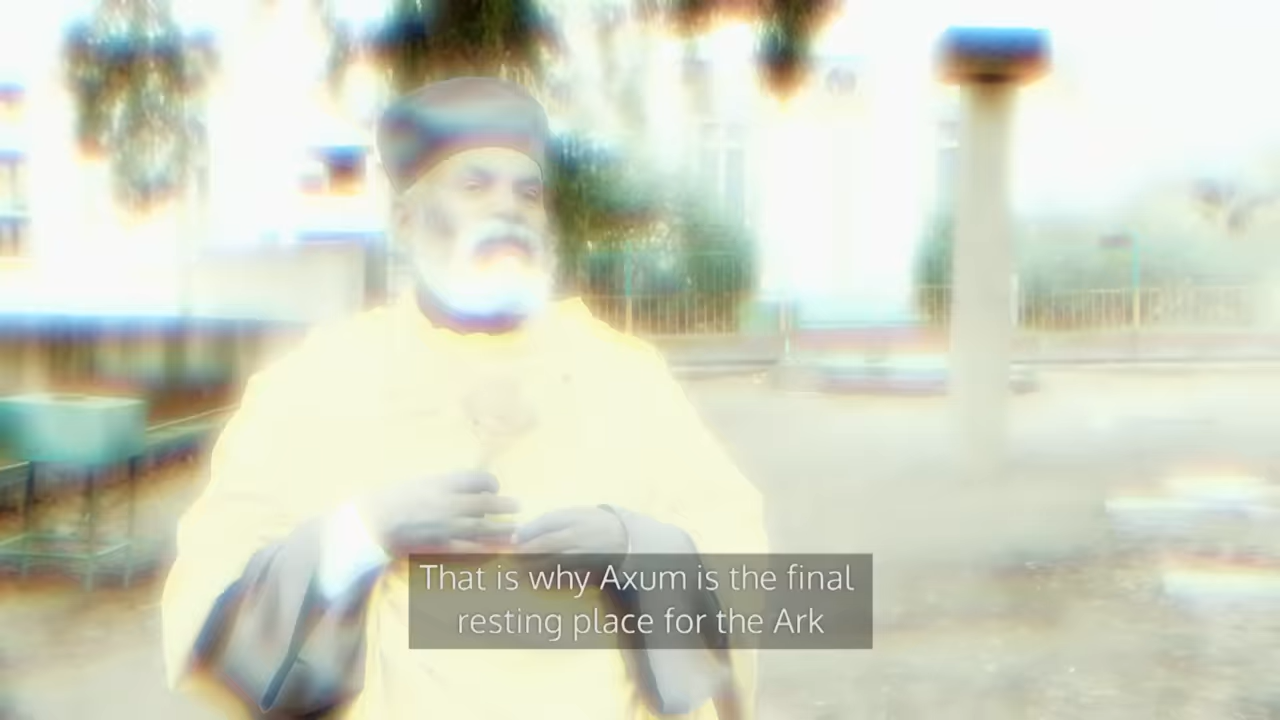 That is why Axum is the final
resting place for the Ark